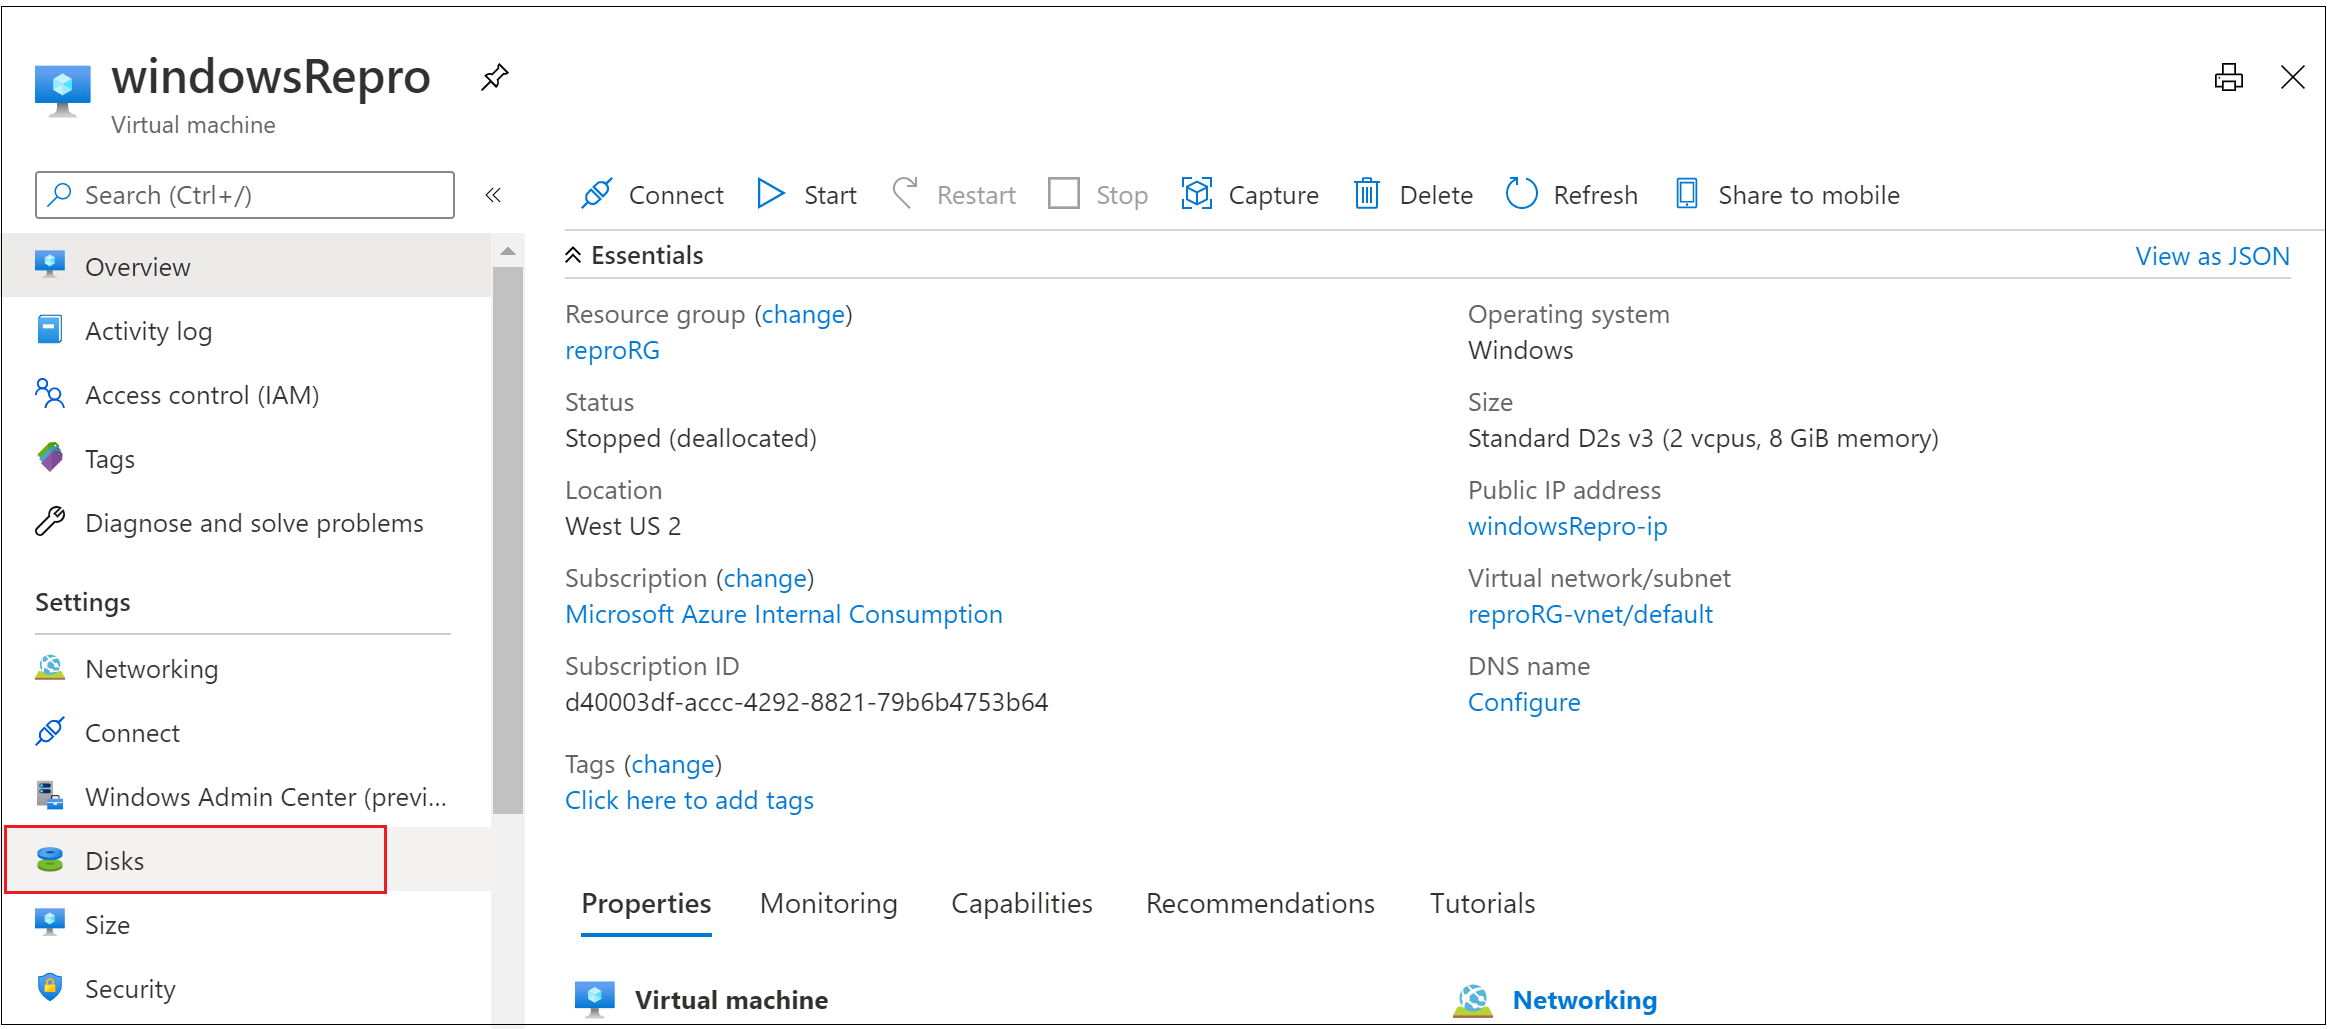 windowsRepro
Virtual machine
Search (Ctrl+/)
«
Connect
Start
Restart
Stop
Capture
Delete
Refresh
Share to mobile
Overview
Activity log
Access control (IAM)
Tags
Diagnose and solve problems
Settings
Networking
Connect
Windows Admin Center (previ...
Disks
Size
Security
Essentials
View as JSON
Resource group (change)
reproRG
Status
Stopped (deallocated)
Location
West US 2
Subscription (change)
Microsoft Azure Internal Consumption
Subscription ID
d40003df-accc-4292-8821-79b6b4753b64
Tags (change)
Click here to add tags
Operating system
Windows
Size
Standard D2s v3 (2 vcpus, 8 GiB memory)
Public IP address
windowsRepro-ip
Virtual network/subnet
reproRG-vnet/default
DNS name
Configure
Properties
Monitoring
Capabilities
Recommendations
Tutorials
Virtual machine
Networking